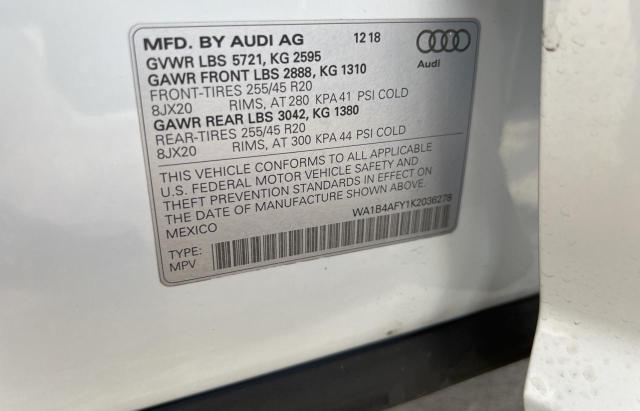 MFD. BY AUDI AG 12 18
GVWR LBS 5721, KG 2595
GAWR FRONT LBS 2888, KG 1310
FRONT-TIRES 255/45 R20
8JX20 RIMS, AT 280 KPA 41 PSI COLD
GAWR REAR LBS 3042, KG 1380
REAR-TIRES 255/45 R20
8JX20 RIMS, AT 300 KPA 44 PSI COLD
Audi
THIS VEHICLE CONFORMS TO ALL APPLICABLE
U.S. FEDERAL MOTOR VEHICLE SAFETY AND
THEFT PREVENTION STANDARDS IN EFFECT ON
THE DATE OF MANUFACTURE SHOWN ABOVE.
MEXICO WA1B4AFY1K2036278
TYPE:
MPV